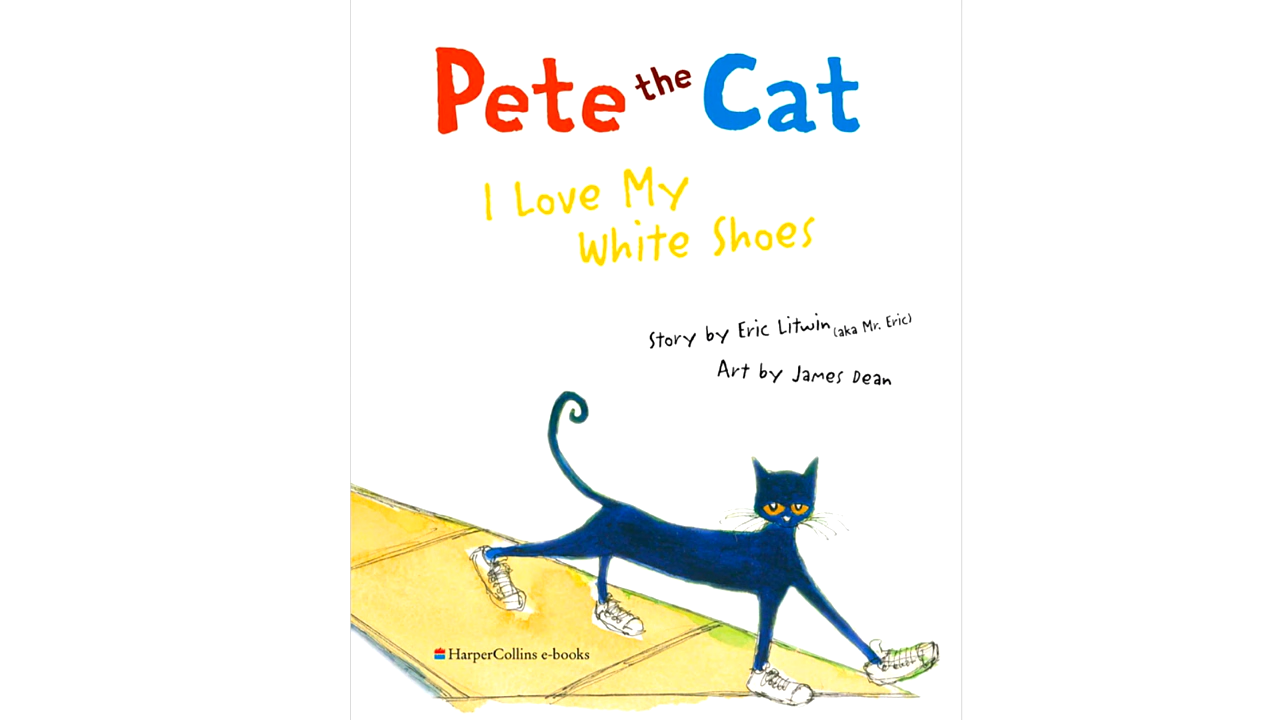 Pete the Cat
I Love My
White Shoes
Story by Eric Litwin (aka Mr. Eric)
Art by James Dean
HarperCollins e-books